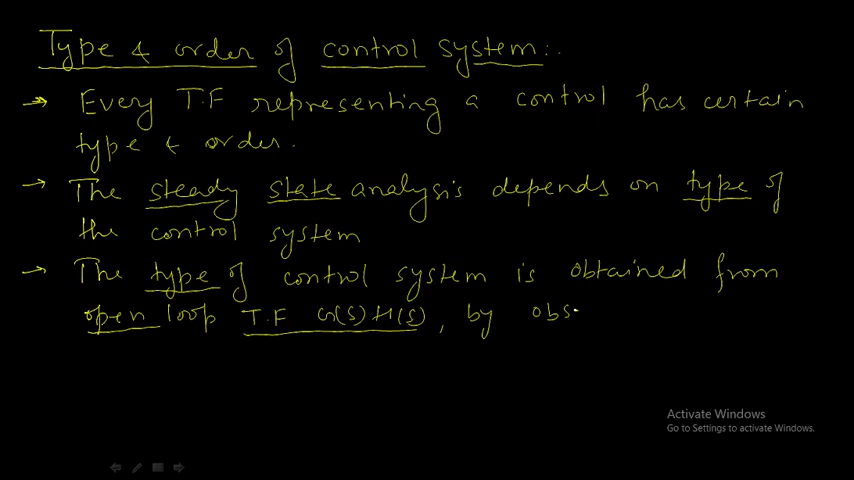 Type & order of control system:.
→ Every T.F representing a control has certain
type & order.
→ The steady state analysis depends on type of
the control system
→ The type of control system is obtained from
open loop T.F G(S) H(S), by obs
Activate Windows
Go to Settings to activate Windows.